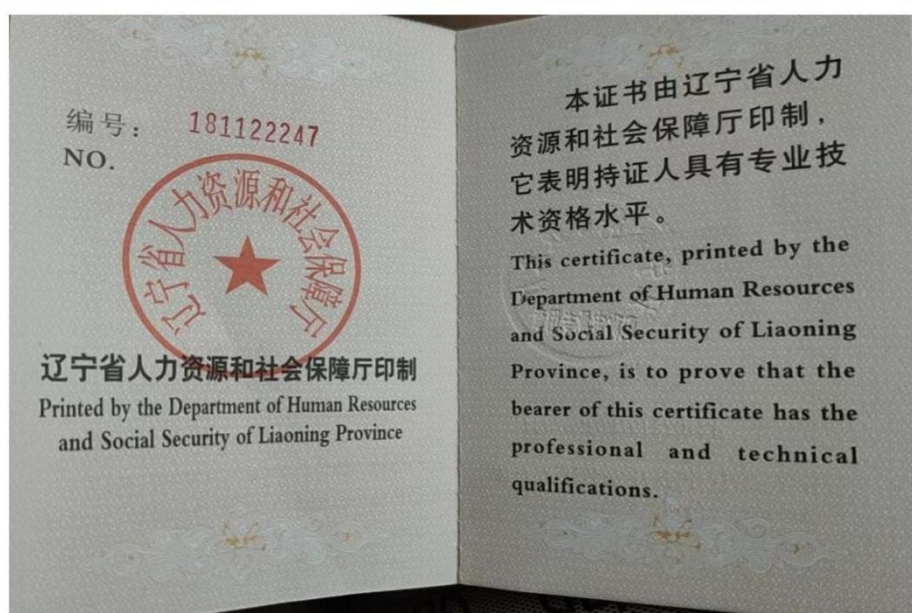 编号： 181122247
NO.
辽宁省人力资源和社会保障厅
辽宁省人力资源和社会保障厅印制
Printed by the Department of Human Resources
and Social Security of Liaoning Province
本证书由辽宁省人力
资源和社会保障厅印制，
它表明持证人具有专业技
术资格水平。
This certificate, printed by the
Department of Human Resources
and Social Security of Liaoning
Province, is to prove that the
bearer of this certificate has the
professional and technical
qualifications.